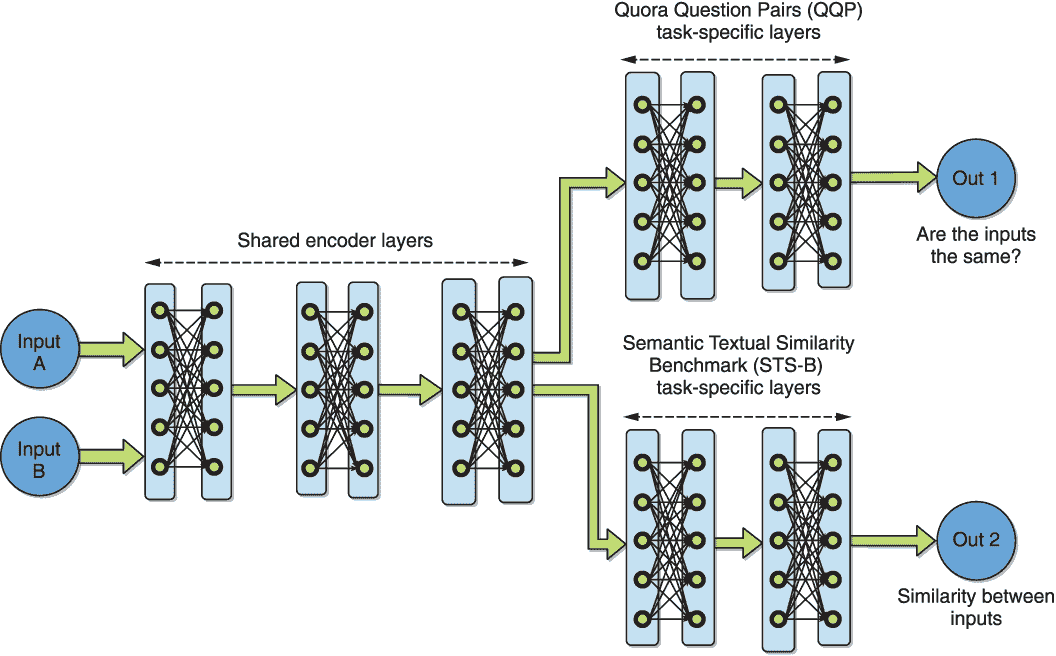 Quora Question Pairs (QQP)
task-specific layers
Out 1
Are the inputs
the same?
Shared encoder layers
Input
A
Input
B
Semantic Textual Similarity
Benchmark (STS-B)
task-specific layers
Out 2
Similarity between
inputs